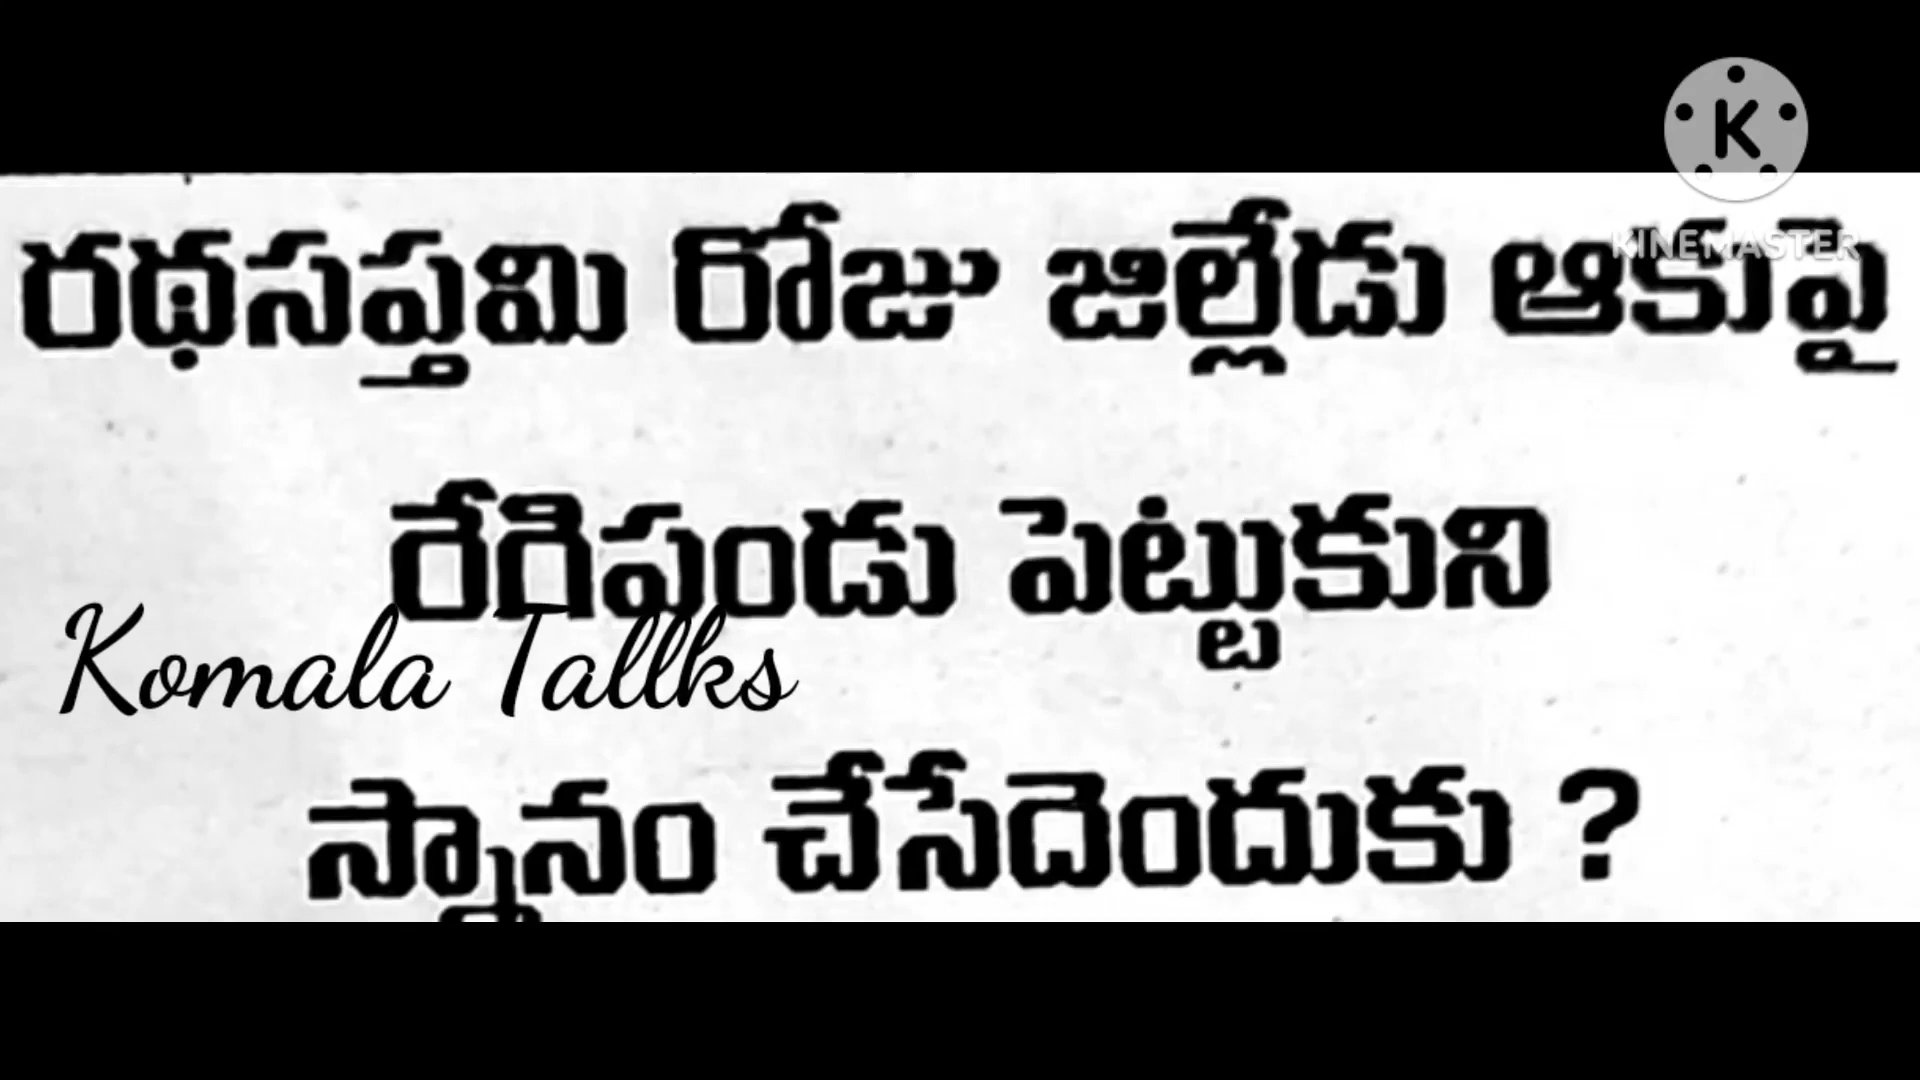 KINEMASTER
రథసప్తమి రోజు జిల్లేడు ఆకుపై
రేగిపండు పెట్టుకుని
Komala Tallks
స్నానం చేసేదెందుకు ?